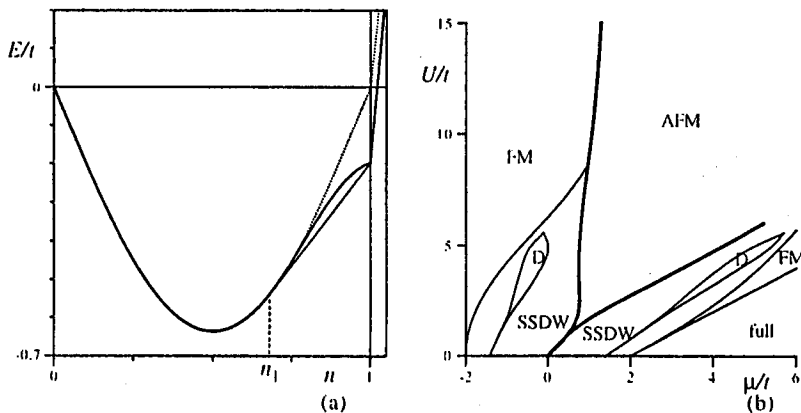 E/t
0
-0.7
0
n₁
n
1
(a)
U/t
15
10
5
0
FM
AFM
D
SSDW
D
FM
SSDW
full
-2
0
2
4
6
μ/t
(b)